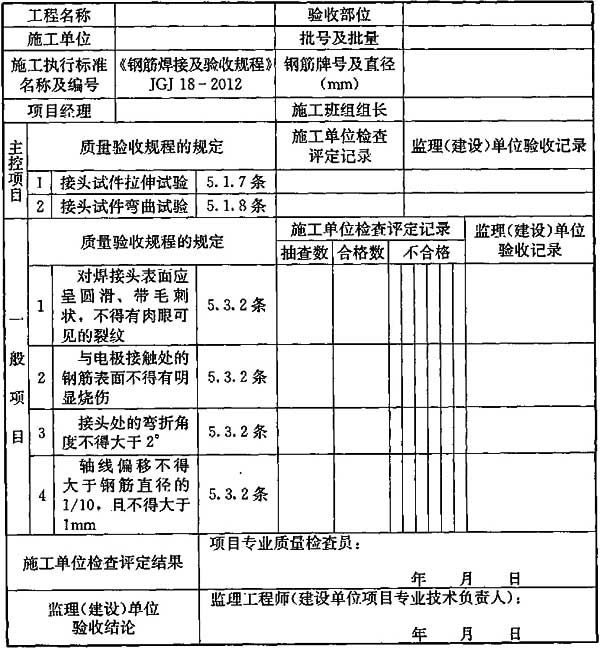 工程名称 验收部位
施工单位 批号及批量
施工执行标准
名称及编号
《钢筋焊接及验收规程》
JGJ 18-2012
钢筋牌号及直径
(mm)
项目经理 施工班组组长
主控项目
质量验收规程的规定
施工单位检查
评定记录
监理(建设)单位验收记录
1 接头试件拉伸试验 5.1.7条
2 接头试件弯曲试验 5.1.8条
一般项目
质量验收规程的规定
施工单位检查评定记录
抽查数 合格数 不合格
监理(建设)单位
验收记录
1
对焊接头表面应
呈圆滑、带毛刺
状，不得有肉眼可
见的裂纹
5.3.2条
2
与电极接触处的
钢筋表面不得有明
显烧伤
5.3.2条
3
接头处的弯折角
度不得大于2°
5.3.2条
4
轴线偏移不得
大于钢筋直径的
1/10，且不得大于
1mm
5.3.2条
施工单位检查评定结果
项目专业质量检查员：
年 月 日
监理(建设)单位
验收结论
监理工程师(建设单位项目专业技术负责人)：
年 月 日